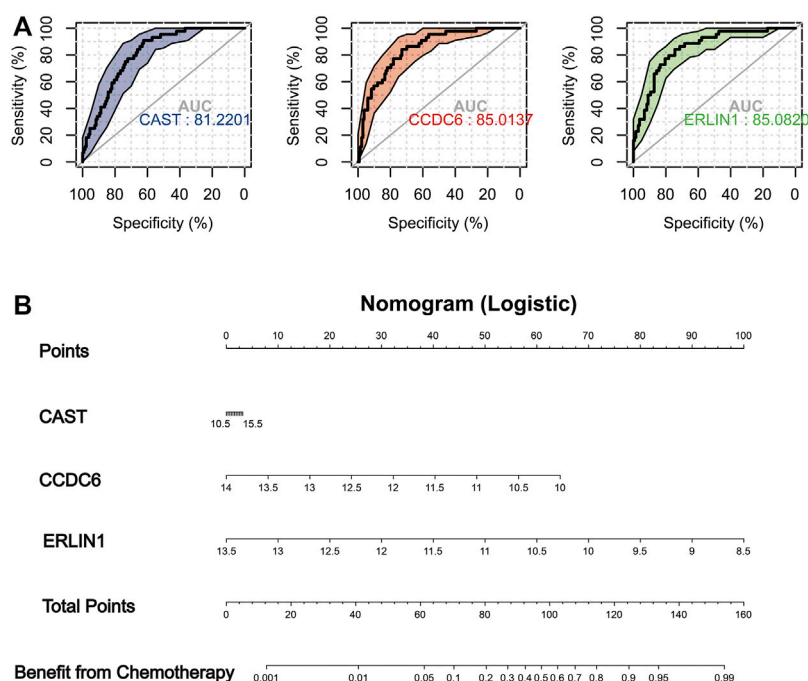 A
Sensitivity (%)
0 20 40 60 80 100
AUC
CAST : 81.2201
100 80 60 40 20 0
Specificity (%)
Sensitivity (%)
0 20 40 60 80 100
AUC
CCDC6 : 85.0137
100 80 60 40 20 0
Specificity (%)
Sensitivity (%)
0 20 40 60 80 100
AUC
ERLIN1 : 85.0820
100 80 60 40 20 0
Specificity (%)
B
Nomogram (Logistic)
Points
0 10 20 30 40 50 60 70 80 90 100
CAST
10.5 15.5
CCDC6
14 13.5 13 12.5 12 11.5 11 10.5 10
ERLIN1
13.5 13 12.5 12 11.5 11 10.5 10 9.5 9 8.5
Total Points
0 20 40 60 80 100 120 140 160
Benefit from Chemotherapy
0.001 0.01 0.05 0.1 0.2 0.3 0.4 0.5 0.6 0.7 0.8 0.9 0.95 0.99